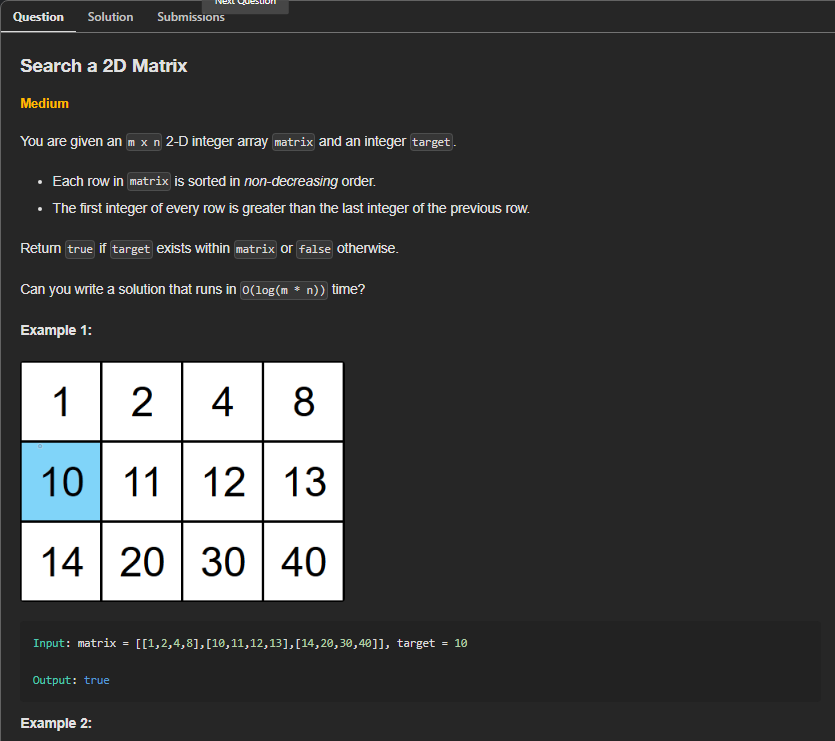 Next Question
Question Solution Submissions
Search a 2D Matrix
Medium
You are given an m x n 2-D integer array matrix and an integer target.
• Each row in matrix is sorted in non-decreasing order.
• The first integer of every row is greater than the last integer of the previous row.
Return true if target exists within matrix or false otherwise.
Can you write a solution that runs in O(log(m * n)) time?
Example 1:
1 2 4 8
10 11 12 13
14 20 30 40
Input: matrix = [[1,2,4,8],[10,11,12,13],[14,20,30,40]], target = 10
Output: true
Example 2: